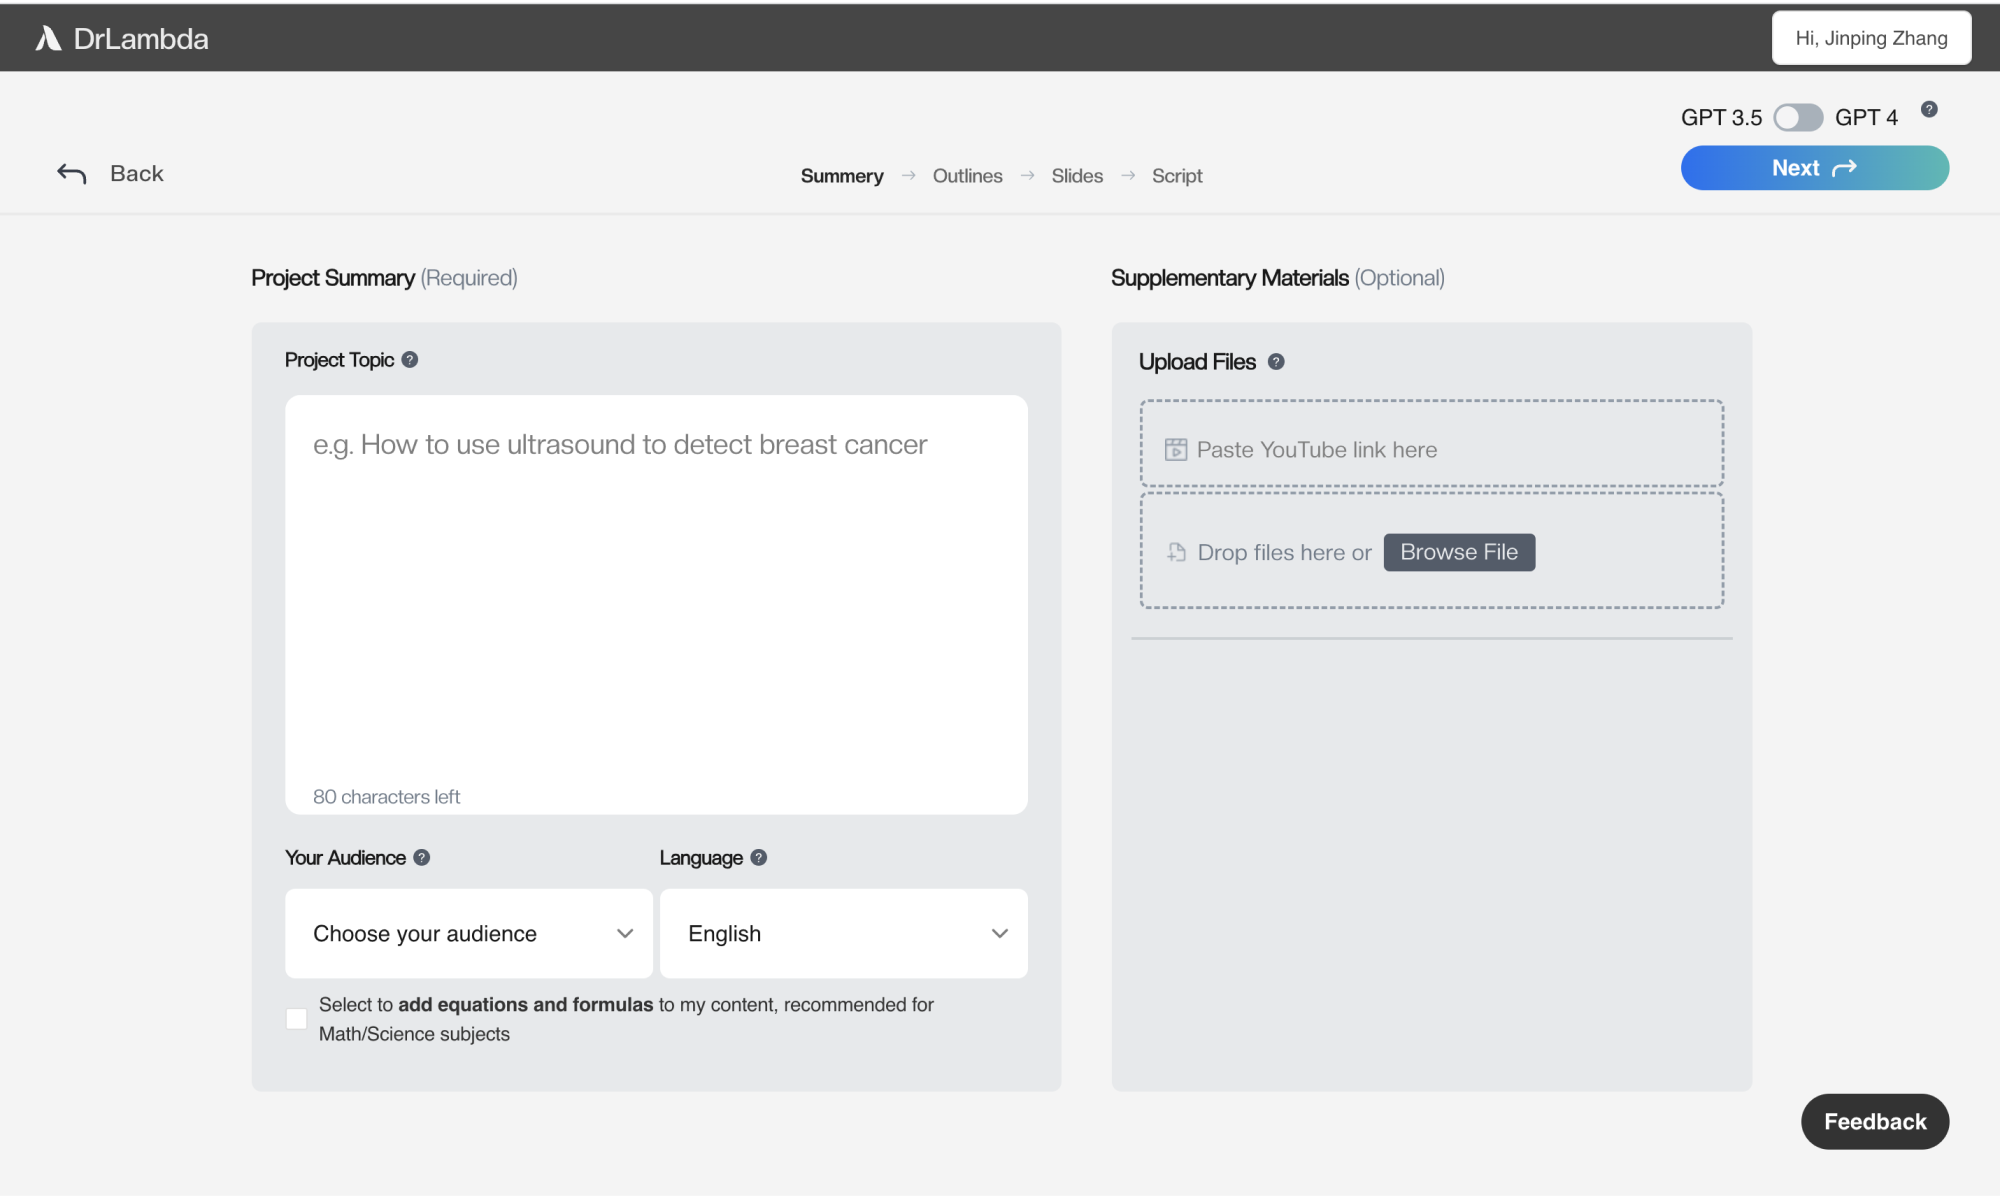 DrLambda
Hi, Jinping Zhang
GPT 3.5 GPT 4 ?
Back
Summery → Outlines → Slides → Script
Next
Project Summary (Required)
Project Topic ?
e.g. How to use ultrasound to detect breast cancer
80 characters left
Your Audience ?
Language ?
Choose your audience
English
Select to add equations and formulas to my content, recommended for
Math/Science subjects
Supplementary Materials (Optional)
Upload Files ?
Paste YouTube link here
Drop files here or Browse File
Feedback